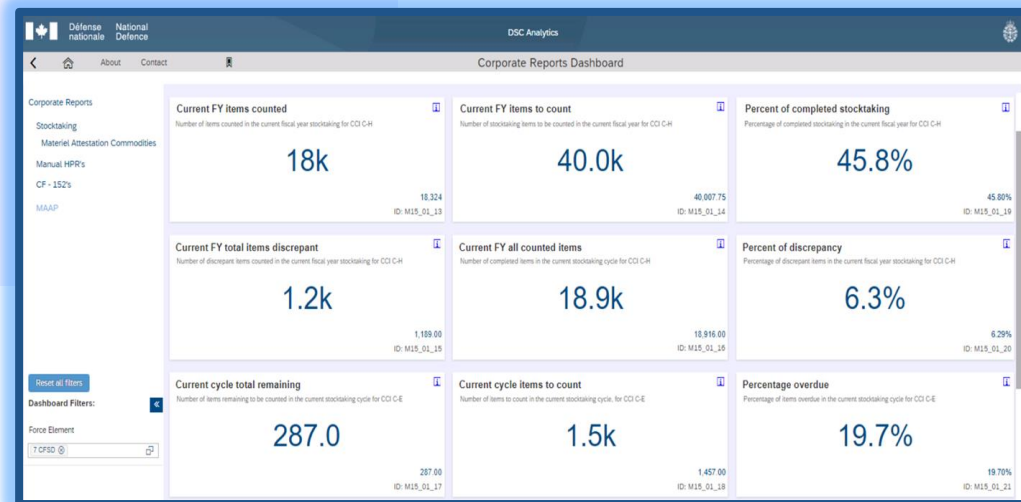 Défense nationale
National Defence
DSC Analytics
About
Contact
Corporate Reports Dashboard
Corporate Reports
Stocktaking
Materiel Attestation Commodities
Manual HPR's
CF - 152's
MAAP
Reset all filters
Dashboard Filters:
Force Element
7 CFSD
Current FY items counted
Number of items counted in the current fiscal year stocktaking for CCI C-H
18k
18,324
ID: M15_01_13
Current FY items to count
Number of stocktaking items to be counted in the current fiscal year for CCI C-H
40.0k
40,007.75
ID: M15_01_14
Percent of completed stocktaking
Percentage of completed stocktaking in the current fiscal year for CCI C-H
45.8%
45.80%
ID: M15_01_19
Current FY total items discrepant
Number of discrepant items counted in the current fiscal year stocktaking for CCI C-H
1.2k
1,189.00
ID: M15_01_15
Current FY all counted items
Number of completed items in the current stocktaking cycle for CCI C-H
18.9k
18,916.00
ID: M15_01_16
Percent of discrepancy
Percentage of discrepant items in the current fiscal year stocktaking for CCI C-H
6.3%
6.29%
ID: M15_01_20
Current cycle total remaining
Number of items remaining to be counted in the current stocktaking cycle for CCI C-E
287.0
287.00
ID: M15_01_17
Current cycle items to count
Number of items to count in the current stocktaking cycle, for CCI C-E
1.5k
1,457.00
ID: M15_01_18
Percentage overdue
Percentage of items overdue in the current stocktaking cycle for CCI C-E
19.7%
19.70%
ID: M15_01_21